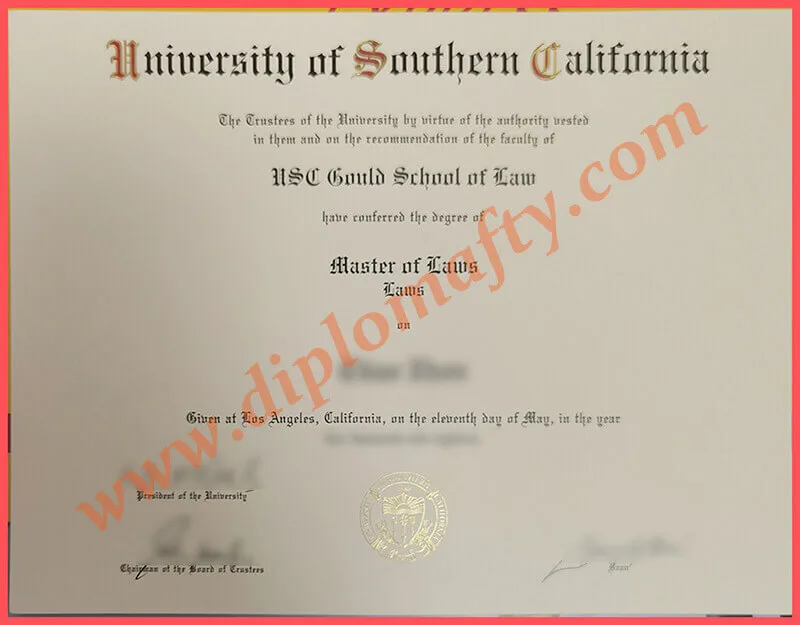 University of Southern California
The Trustees of the University by virtue of the authority vested
in them and on the recommendation of the faculty of
USC Gould School of Law
have conferred the degree of
Master of Laws
Laws
on
Given at Los Angeles, California, on the eleventh day of May, in the year
President of the University
Chairman of the Board of Trustees
www.diplomafty.com